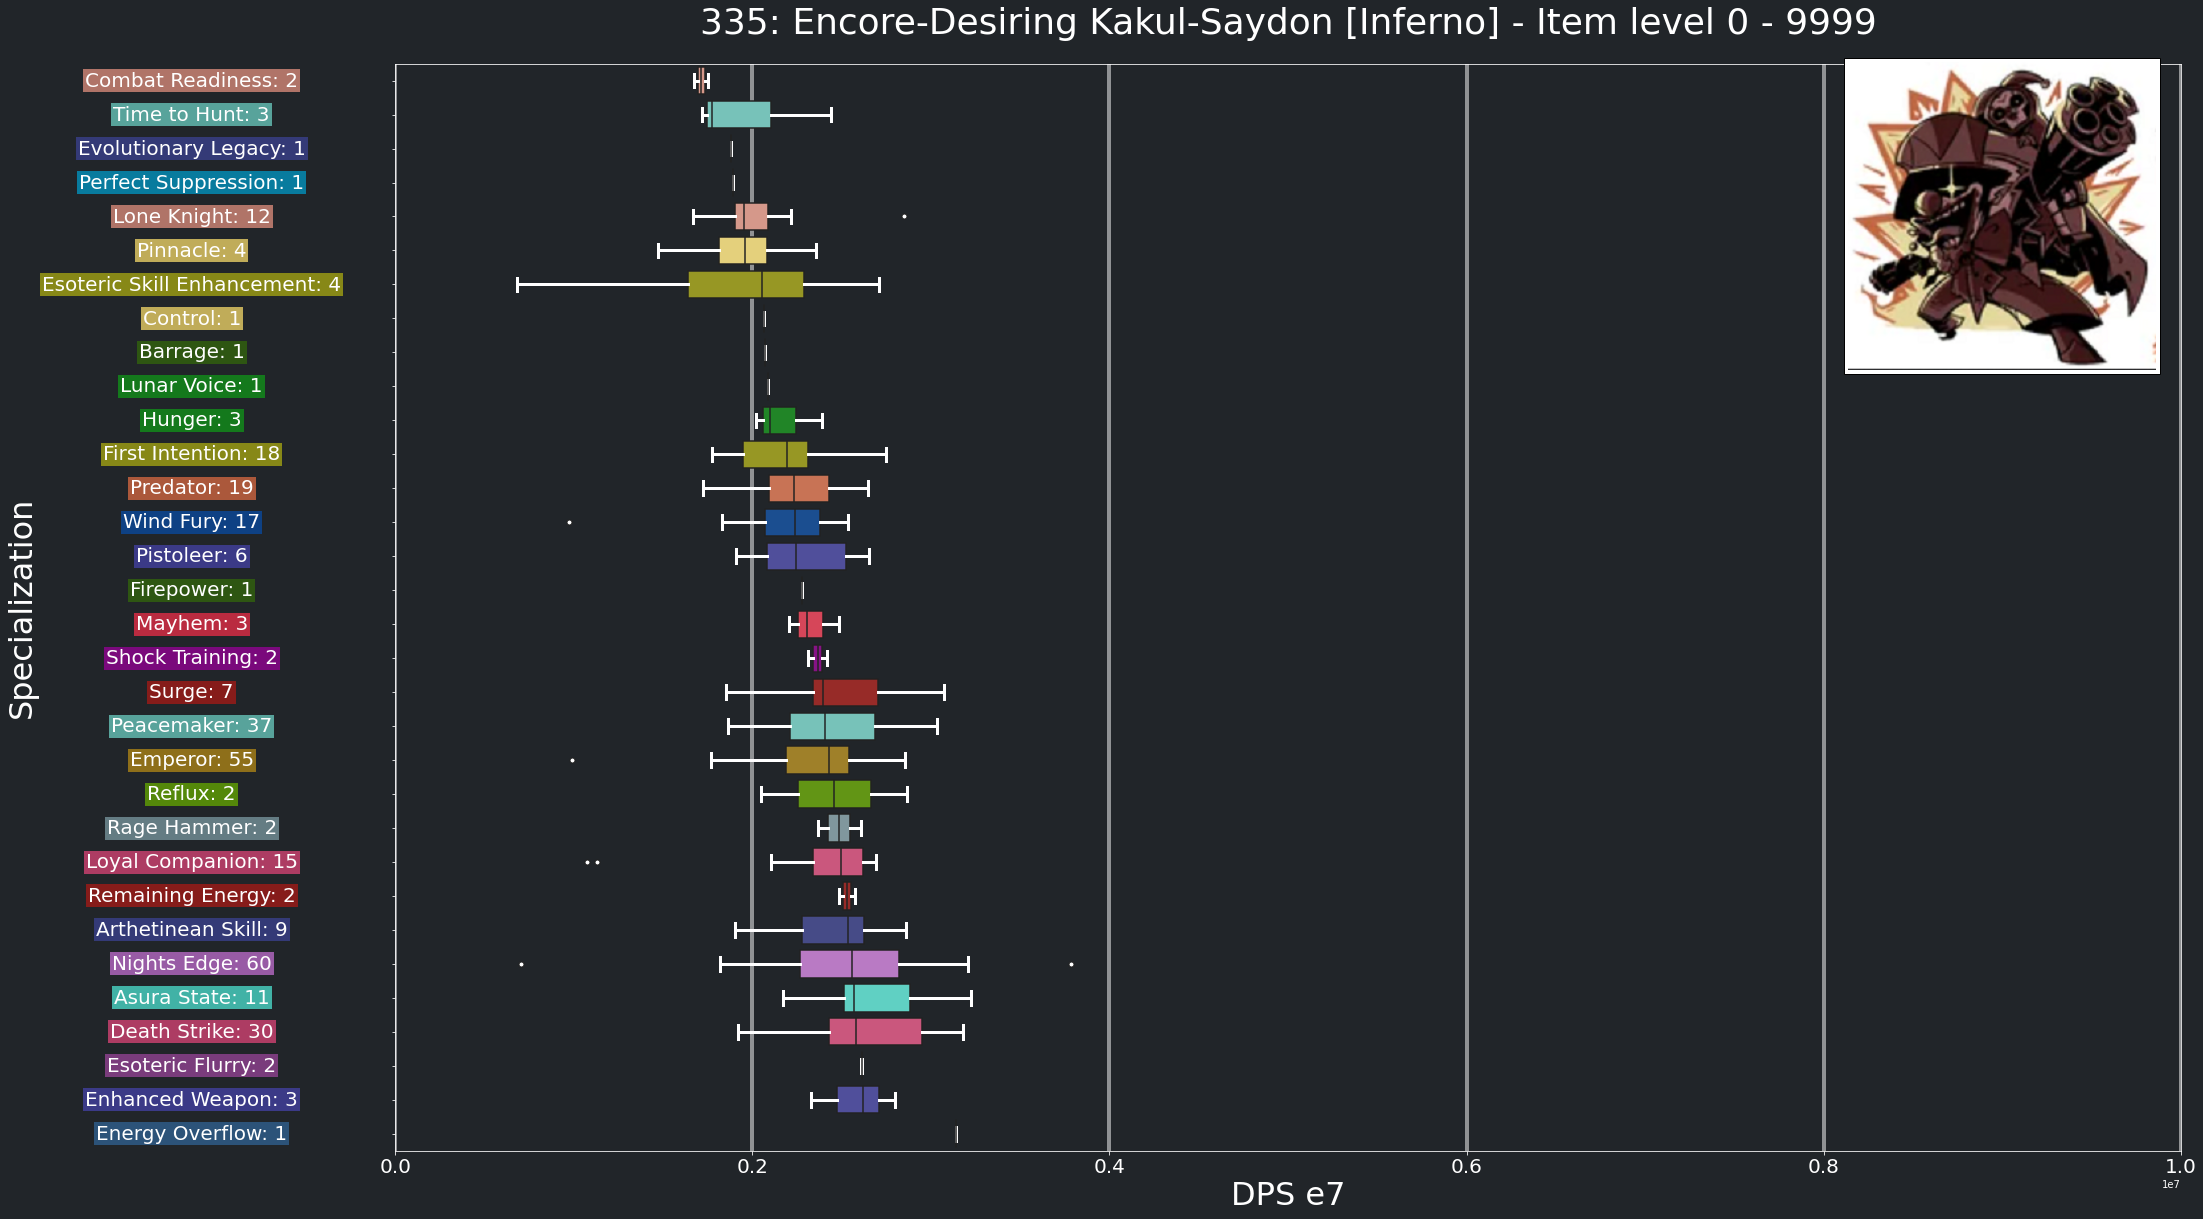 335: Encore-Desiring Kakul-Saydon [Inferno] - Item level 0 - 9999
Combat Readiness: 2
Time to Hunt: 3
Evolutionary Legacy: 1
Perfect Suppression: 1
Lone Knight: 12
Pinnacle: 4
Esoteric Skill Enhancement: 4
Control: 1
Barrage: 1
Lunar Voice: 1
Hunger: 3
First Intention: 18
Predator: 19
Wind Fury: 17
Pistoleer: 6
Firepower: 1
Mayhem: 3
Shock Training: 2
Surge: 7
Peacemaker: 37
Emperor: 55
Reflux: 2
Rage Hammer: 2
Loyal Companion: 15
Remaining Energy: 2
Arthetinean Skill: 9
Nights Edge: 60
Asura State: 11
Death Strike: 30
Esoteric Flurry: 2
Enhanced Weapon: 3
Energy Overflow: 1
Specialization
0.0 0.2 0.4 0.6 0.8 1.0
1e7
DPS e7